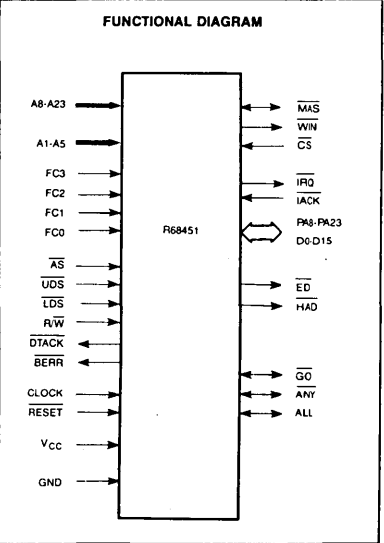 FUNCTIONAL DIAGRAM
A8-A23
A1-A5
FC3
FC2
FC1
FC0
AS
UDS
LDS
R/W
DTACK
BERR
CLOCK
RESET
VCC
GND
R68451
MAS
WIN
CS
IRQ
IACK
PA8-PA23
D0-D15
ED
HAD
GO
ANY
ALL